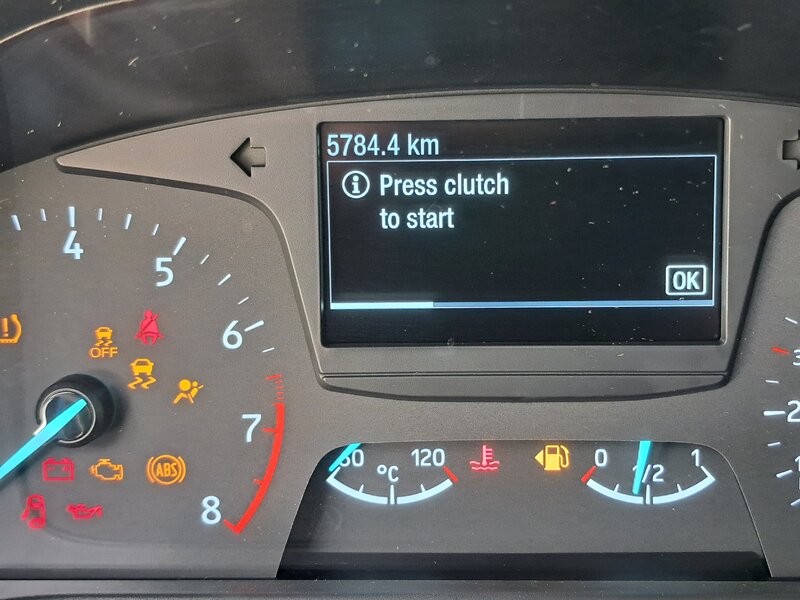 5784.4 km
Press clutch
to start
OK
4
5
6
7
8
OFF
ABS
120
°C
0
1/2
1